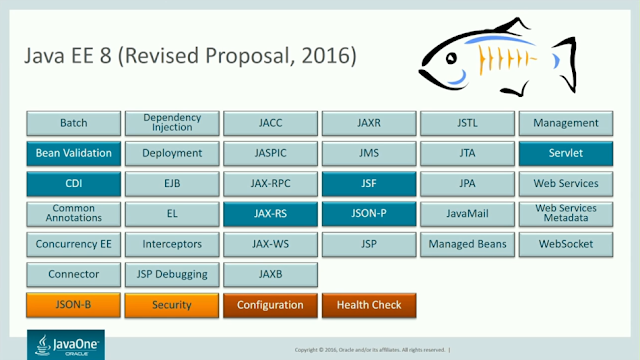 Java EE 8 (Revised Proposal, 2016)
Batch
Dependency
Injection
JACC
JAXR
JSTL
Management
Bean Validation
Deployment
JASPIC
JMS
JTA
Servlet
CDI
EJB
JAX-RPC
JSF
JPA
Web Services
Common
Annotations
EL
JAX-RS
JSON-P
JavaMail
Web Services
Metadata
Concurrency EE
Interceptors
JAX-WS
JSP
Managed Beans
WebSocket
Connector
JSP Debugging
JAXB
JSON-B
Security
Configuration
Health Check
JavaOne
ORACLE
Copyright © 2016, Oracle and/or its affiliates. All rights reserved. |